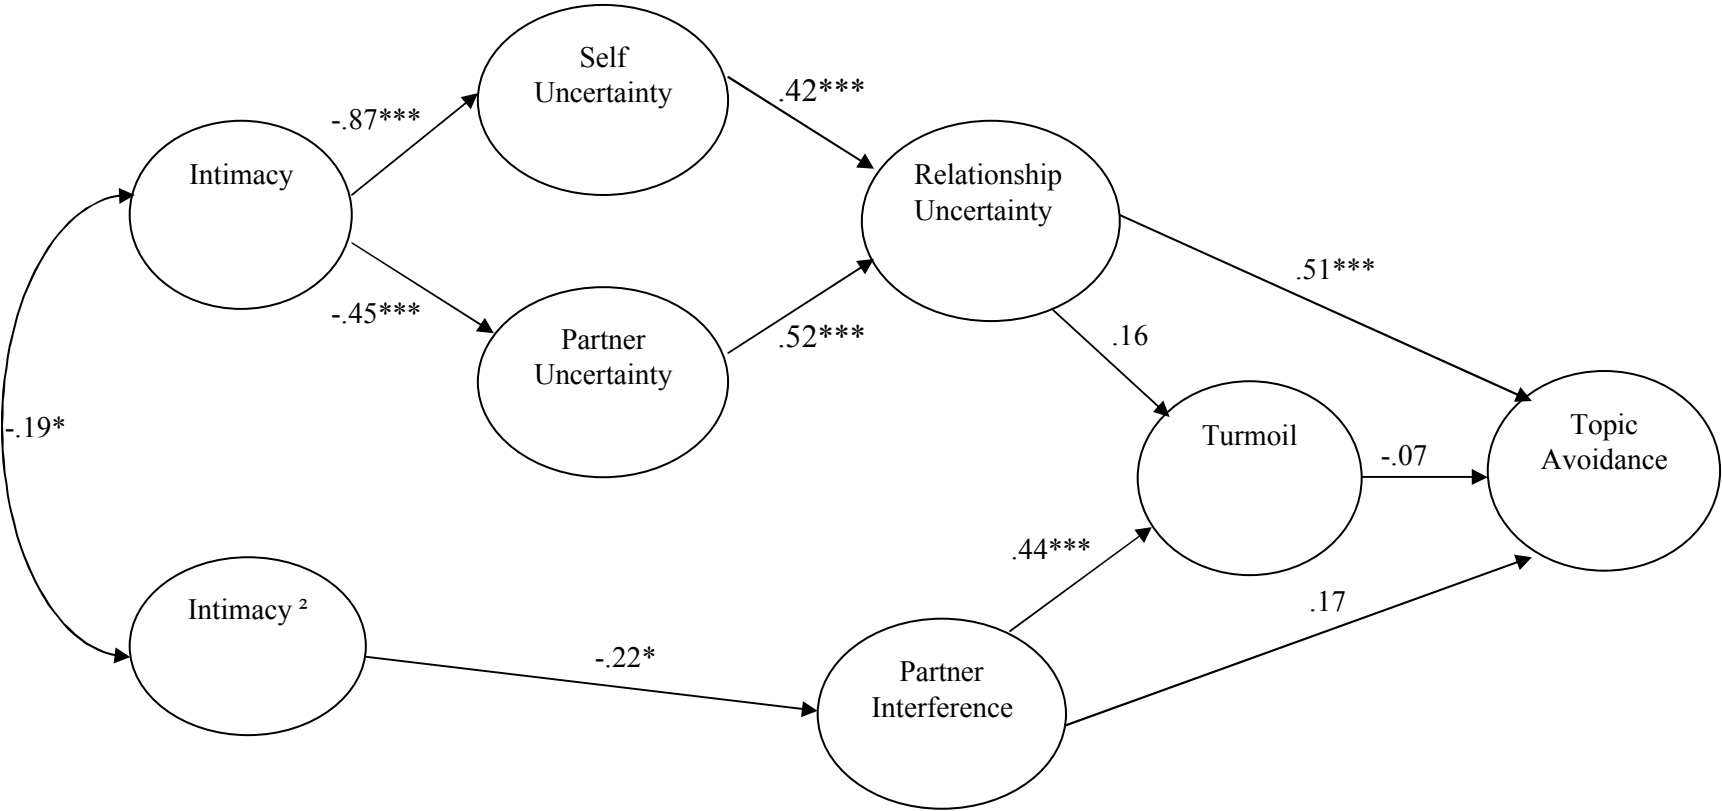 Self
Uncertainty
.42***
-.87***
Intimacy
Relationship
Uncertainty
.51***
-.45***
Partner
Uncertainty
.52***
.16
-.19*
Turmoil
-.07
Topic
Avoidance
.44***
Intimacy ²
.17
-.22*
Partner
Interference